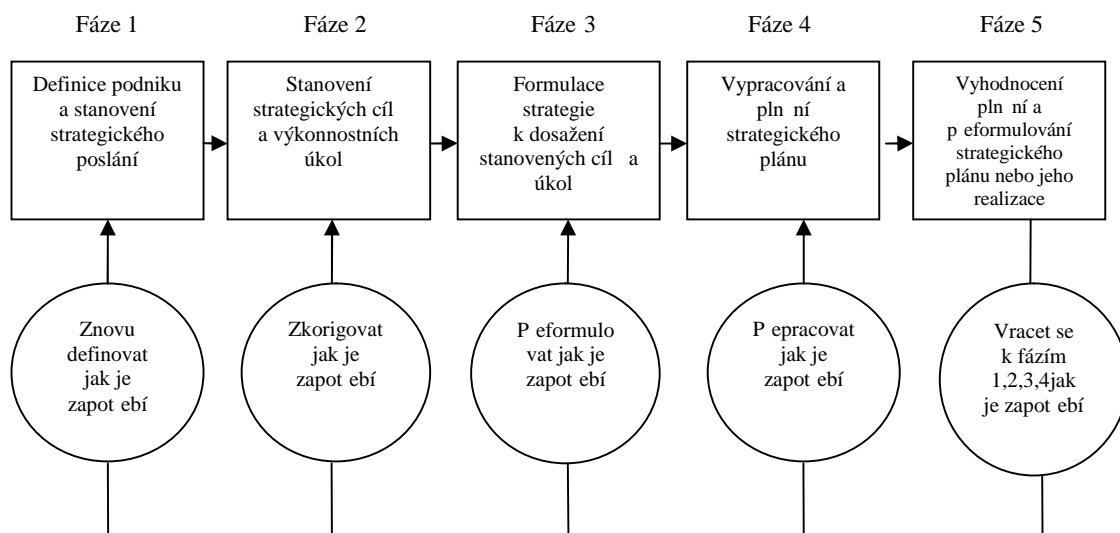 Fáze 1
Fáze 2
Fáze 3
Fáze 4
Fáze 5
Definice podniku
a stanovení
strategického
poslání
Stanovení
strategických cíl
a výkonnostních
úkol
Formulace
strategie
k dosažení
stanovených cíl a
úkol
Vypracování a
pln ní
strategického
plánu
Vyhodnocení
pln ní a
p eformulování
strategického
plánu nebo jeho
realizace
Znovu
definovat
jak je
zapot ebí
Zkorigovat
jak je
zapot ebí
P eformulo
vat jak je
zapot ebí
P epracovat
jak je
zapot ebí
Vracet se
k fázím
1,2,3,4jak
je zapot ebí